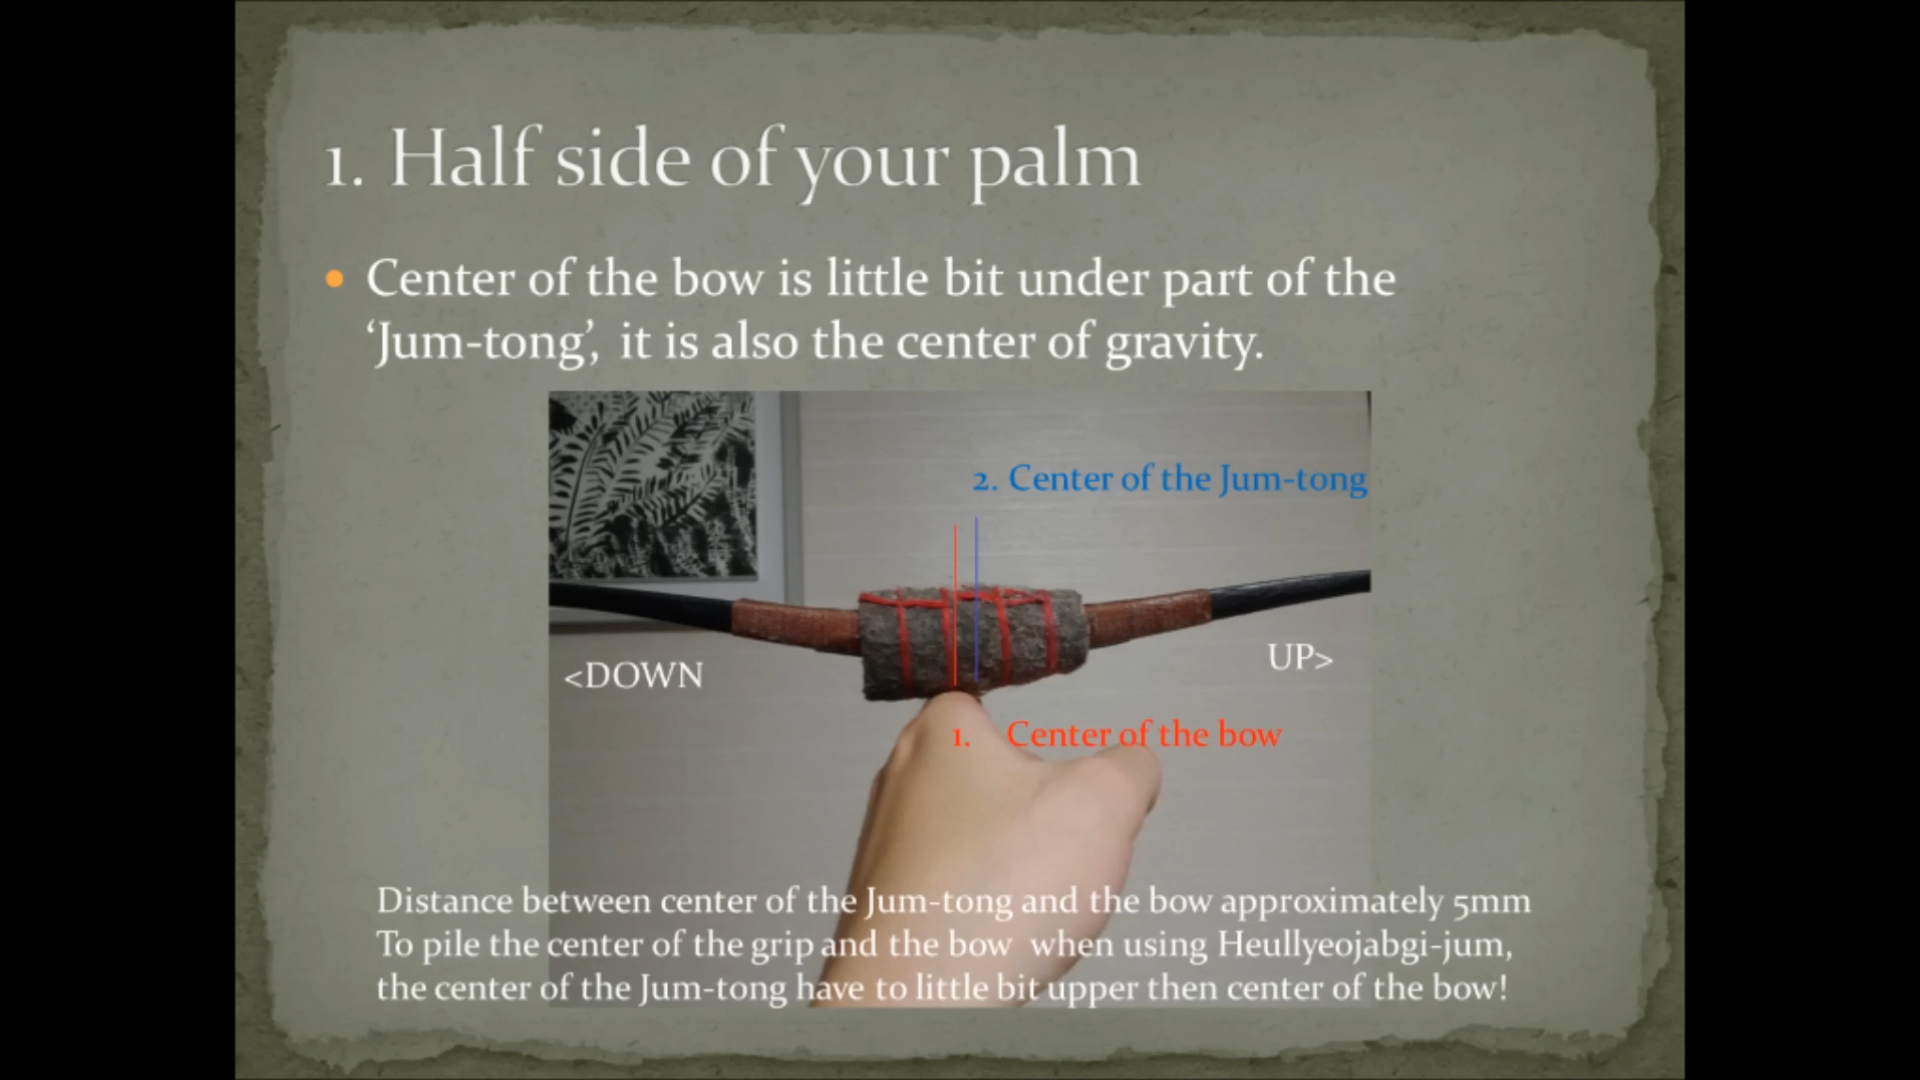 1. Half side of your palm
Center of the bow is little bit under part of the
‘Jum-tong’, it is also the center of gravity.
2. Center of the Jum-tong
<DOWN
UP>
1. Center of the bow
Distance between center of the Jum-tong and the bow approximately 5mm
To pile the center of the grip and the bow when using Heullyeojabgi-jum,
the center of the Jum-tong have to little bit upper then center of the bow!